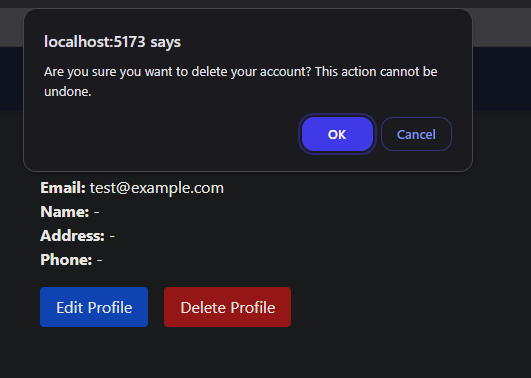 localhost:5173 says
Are you sure you want to delete your account? This action cannot be
undone.
OK
Cancel
Email: test@example.com
Name: -
Address: -
Phone: -
Edit Profile
Delete Profile